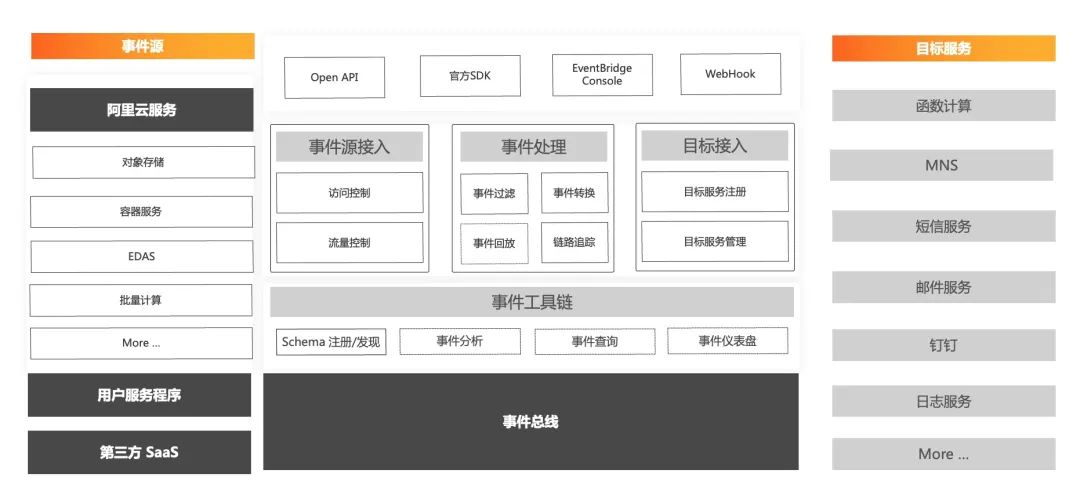 事件源
阿里云服务
对象存储
容器服务
EDAS
批量计算
More ...
用户服务程序
第三方 SaaS
Open API
官方SDK
EventBridge
Console
WebHook
事件源接入
访问控制
流量控制
事件处理
事件过滤
事件转换
事件回放
链路追踪
目标接入
目标服务注册
目标服务管理
事件工具链
Schema 注册/发现
事件分析
事件查询
事件仪表盘
事件总线
目标服务
函数计算
MNS
短信服务
邮件服务
钉钉
日志服务
More ...